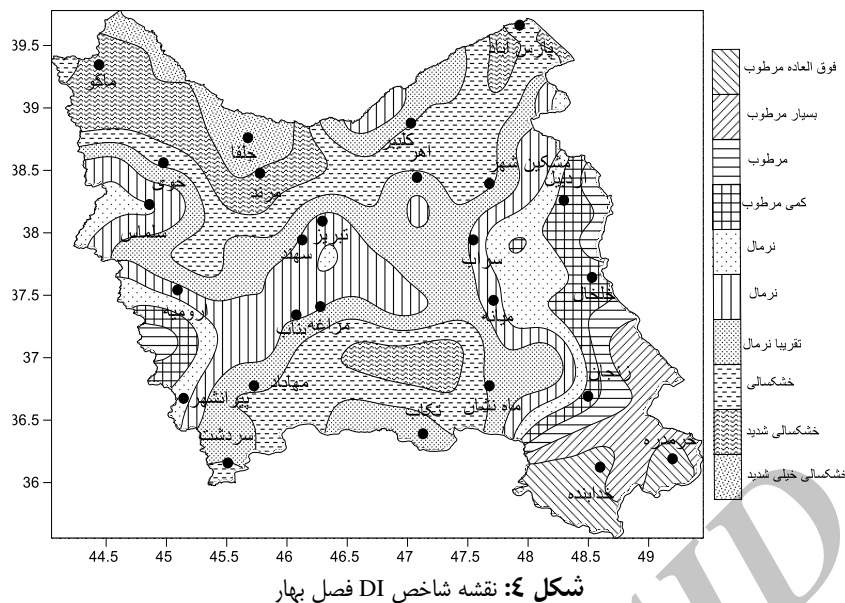 39.5
39
38.5
38
37.5
37
36.5
36
44.5 45 45.5 46 46.5 47 47.5 48 48.5 49
پارس آباد
ماکو
جلفا
کلیبر
اهر
مشکین شهر
اردبیل
خوی
مرند
سلماس
تبریز
سهند
سراب
خلخال
ارومیه
میانه
مراغه
بناب
زنجان
مهاباد
پیرانشهر
ماه نشان
تکاب
سردشت
خرمدره
خدابنده
فوق العاده مرطوب
بسیار مرطوب
مرطوب
کمی مرطوب
نرمال
نرمال
تقریبا نرمال
خشکسالی
خشکسالی شدید
خشکسالی خیلی شدید
شکل ٤: نقشه شاخص DI فصل بهار